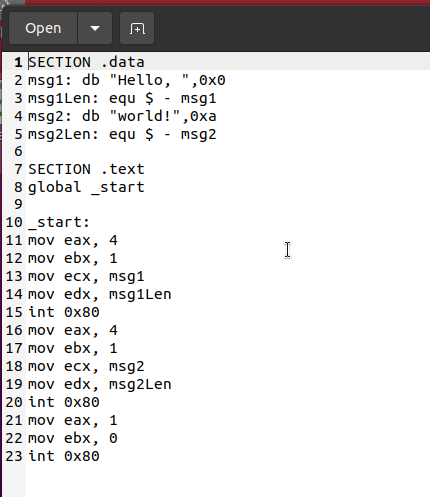 Open
1 SECTION .data
2 msg1: db "Hello, ",0x0
3 msg1Len: equ $ - msg1
4 msg2: db "world!",0xa
5 msg2Len: equ $ - msg2
6
7 SECTION .text
8 global _start
9
10 _start:
11 mov eax, 4
12 mov ebx, 1
13 mov ecx, msg1
14 mov edx, msg1Len
15 int 0x80
16 mov eax, 4
17 mov ebx, 1
18 mov ecx, msg2
19 mov edx, msg2Len
20 int 0x80
21 mov eax, 1
22 mov ebx, 0
23 int 0x80